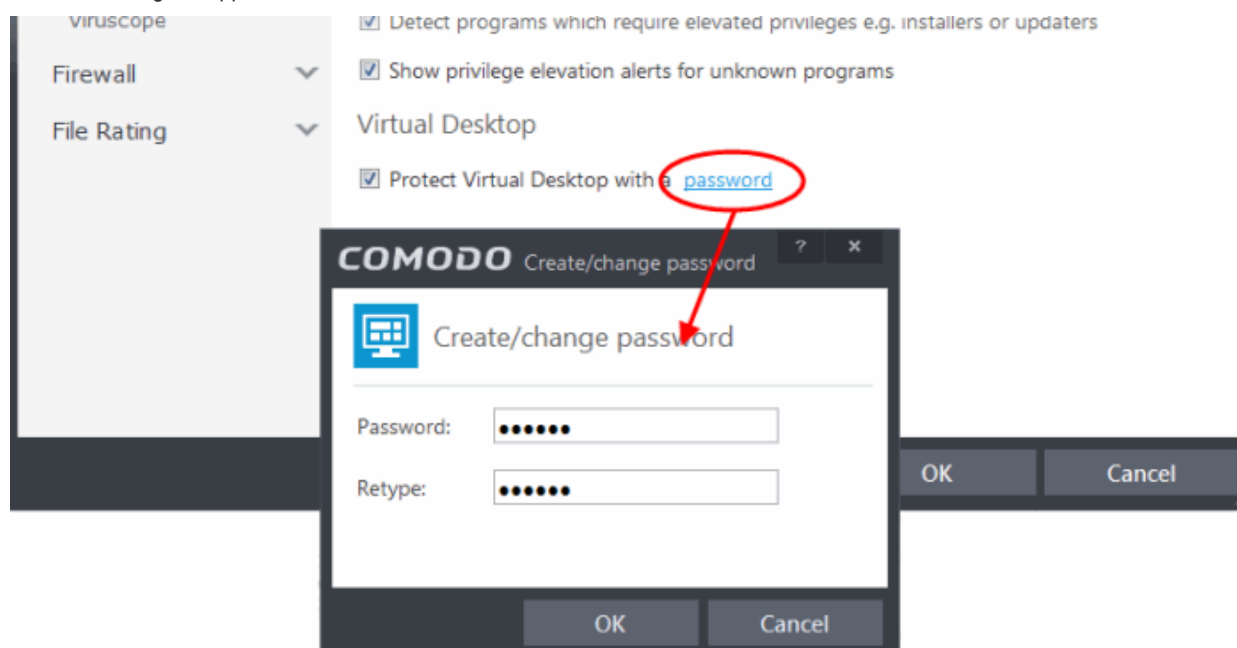 Viruscope
Detect programs which require elevated privileges e.g. installers or updaters
Firewall
Show privilege elevation alerts for unknown programs
File Rating
Virtual Desktop
Protect Virtual Desktop with a password
COMODO Create/change password ? ×
Create/change password
Password: ●●●●●●
Retype: ●●●●●●
OK Cancel
OK Cancel